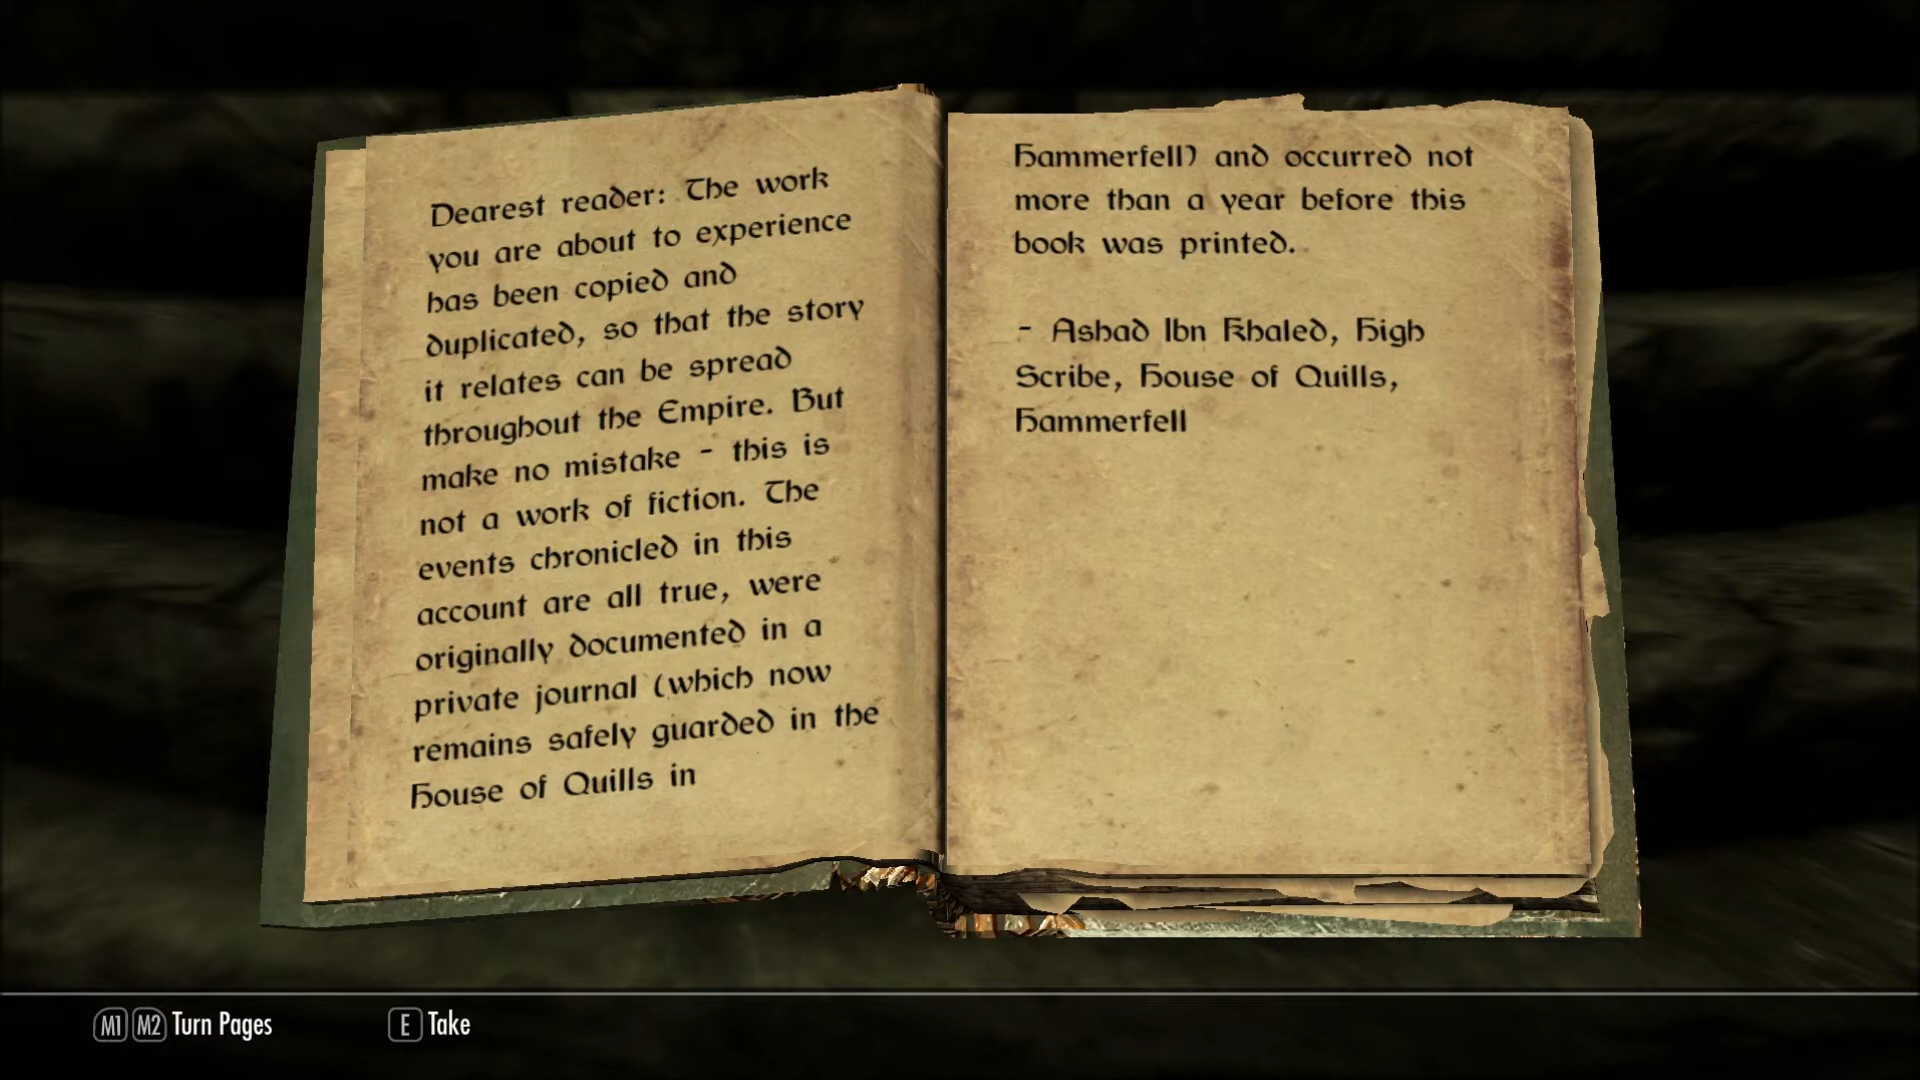 Dearest reader: The work
you are about to experience
has been copied and
duplicated, so that the story
it relates can be spread
throughout the Empire. But
make no mistake - this is
not a work of fiction. The
events chronicled in this
account are all true, were
originally documented in a
private journal (which now
remains safely guarded in the
House of Quills in
Hammerfell) and occurred not
more than a year before this
book was printed.
- Ashad Ibn Khaled, High
Scribe, House of Quills,
Hammerfell
M1 M2 Turn Pages
E Take